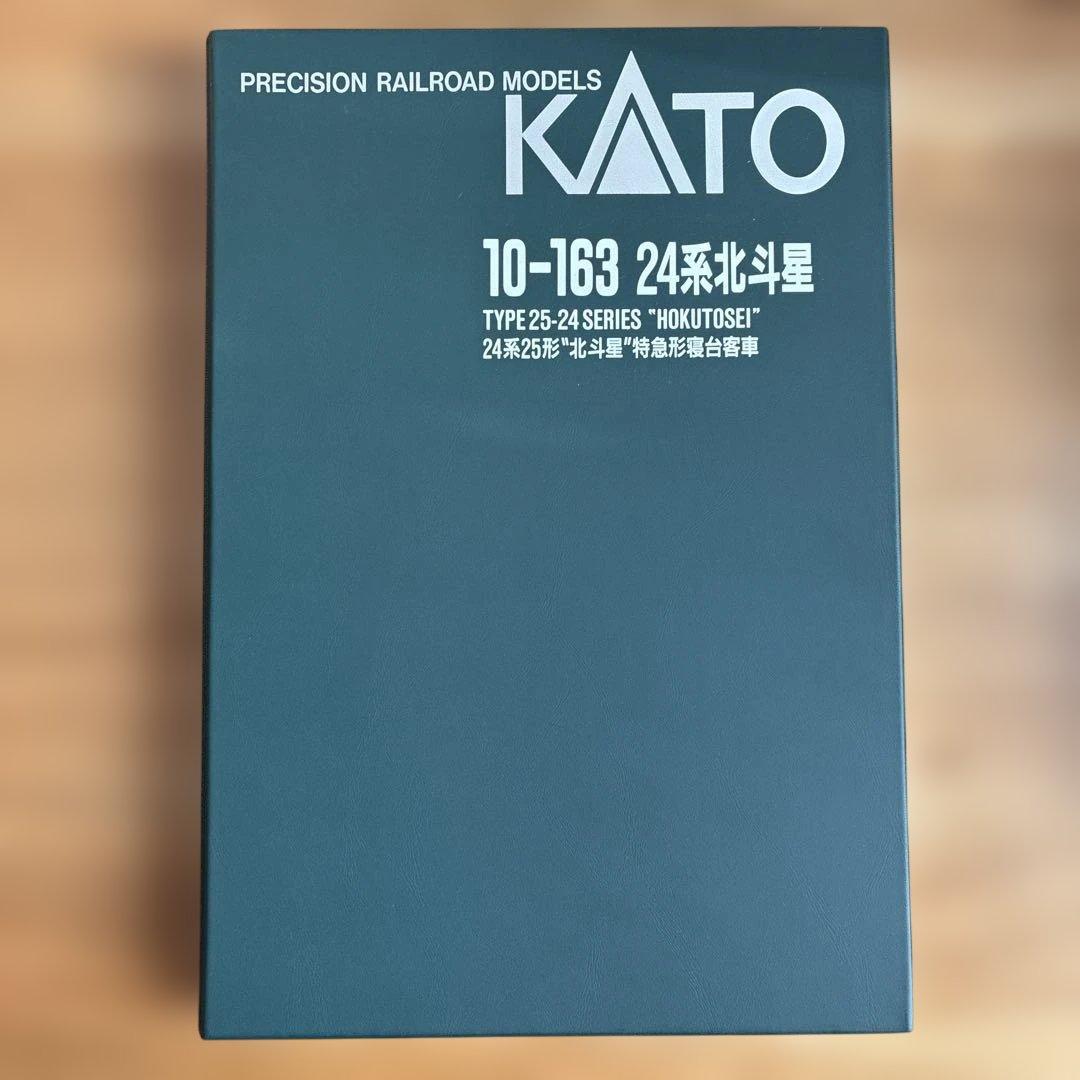 PRECISION RAILROAD MODELS
KATO
10-163 24系北斗星
TYPE 25-24 SERIES "HOKUTOSEI"
24系25形"北斗星"特急形寝台客車